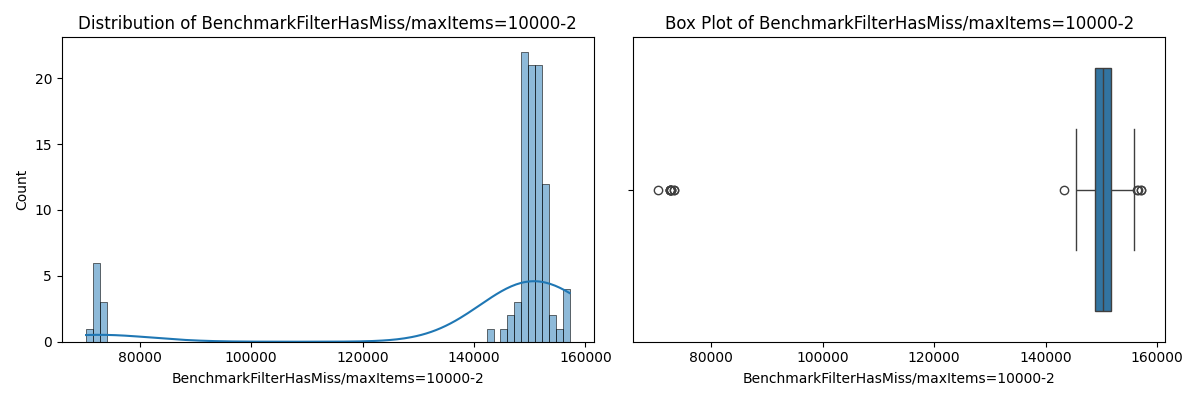 Distribution of BenchmarkFilterHasMiss/maxItems=10000-2
Count
20
15
10
5
0
80000 100000 120000 140000 160000
BenchmarkFilterHasMiss/maxItems=10000-2
Box Plot of BenchmarkFilterHasMiss/maxItems=10000-2
80000 100000 120000 140000 160000
BenchmarkFilterHasMiss/maxItems=10000-2